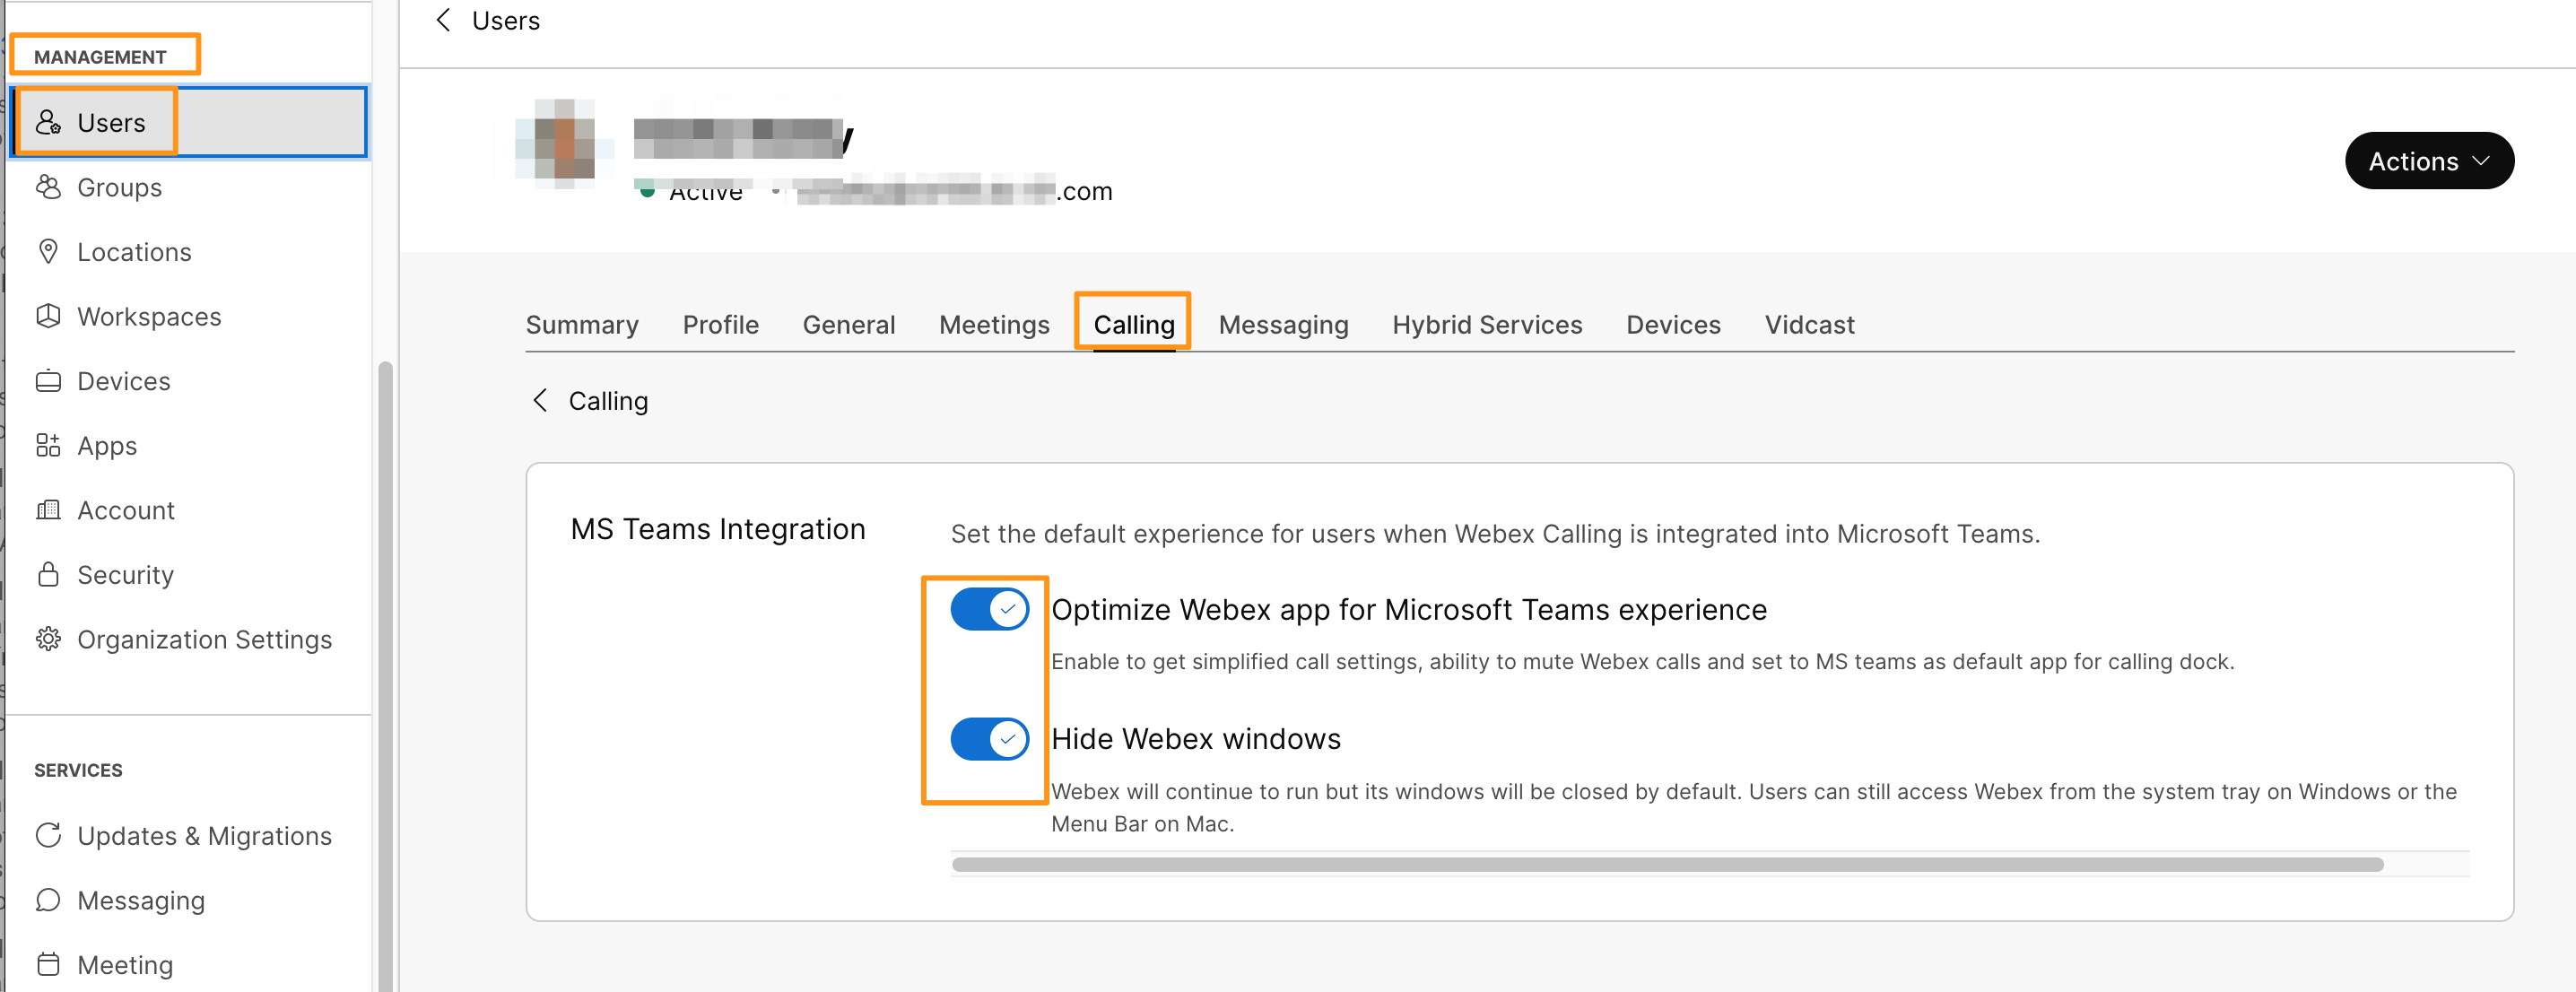 MANAGEMENT
Users
Groups
Locations
Workspaces
Devices
Apps
Account
Security
Organization Settings
SERVICES
Updates & Migrations
Messaging
Meeting
Users
Active
.com
Actions
Summary Profile General Meetings Calling Messaging Hybrid Services Devices Vidcast
Calling
MS Teams Integration
Set the default experience for users when Webex Calling is integrated into Microsoft Teams.
Optimize Webex app for Microsoft Teams experience
Enable to get simplified call settings, ability to mute Webex calls and set to MS teams as default app for calling dock.
Hide Webex windows
Webex will continue to run but its windows will be closed by default. Users can still access Webex from the system tray on Windows or the
Menu Bar on Mac.